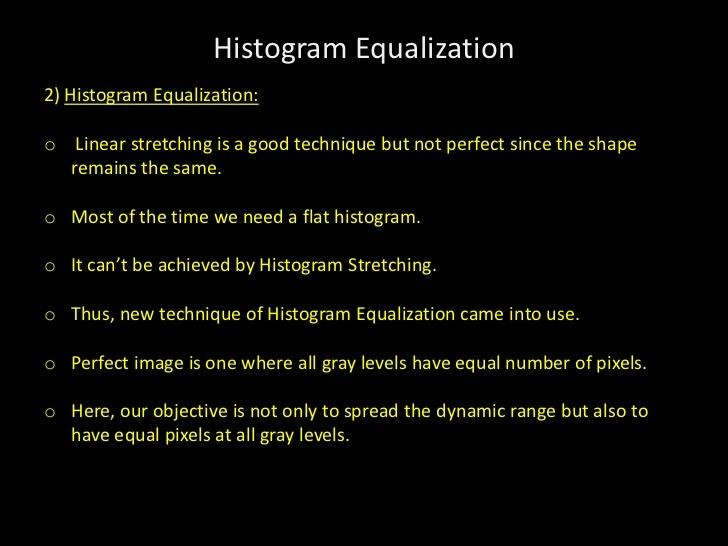 Histogram Equalization
2) Histogram Equalization:
o Linear stretching is a good technique but not perfect since the shape
remains the same.
o Most of the time we need a flat histogram.
o It can’t be achieved by Histogram Stretching.
o Thus, new technique of Histogram Equalization came into use.
o Perfect image is one where all gray levels have equal number of pixels.
o Here, our objective is not only to spread the dynamic range but also to
have equal pixels at all gray levels.